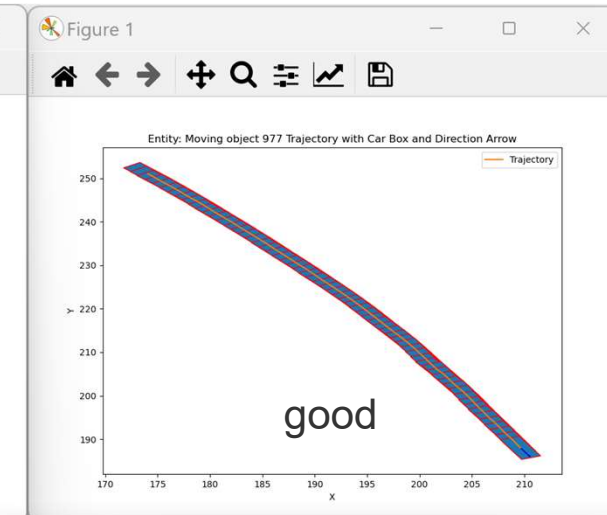 Figure 1
Entity: Moving object 977 Trajectory with Car Box and Direction Arrow
Trajectory
250
240
230
220
210
200
190
Y
good
170 175 180 185 190 195 200 205 210
X